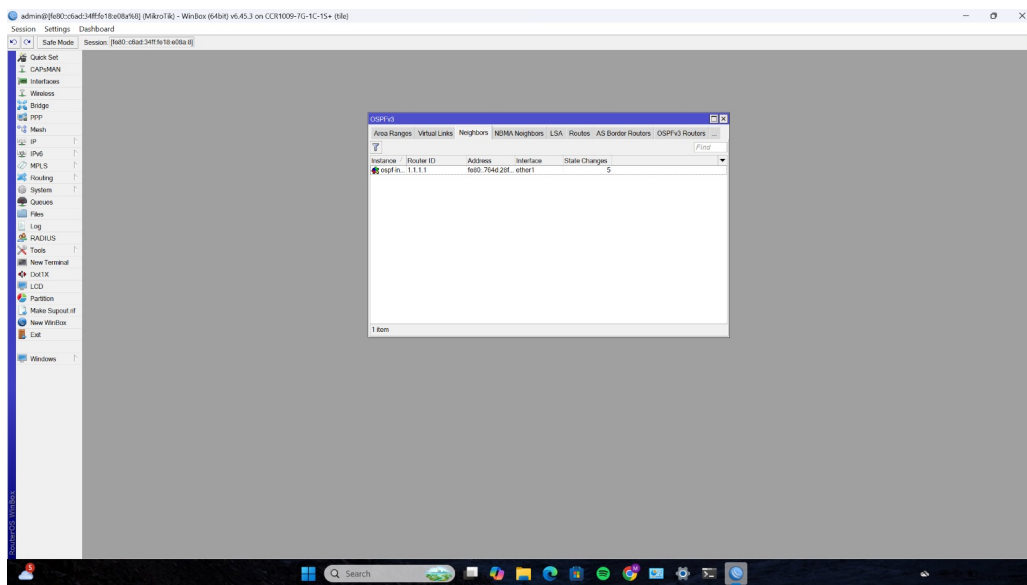 admin@[fe80::c6ad:34ff:fe18:e08a%8] (MikroTik) - WinBox (64bit) v6.45.3 on CCR1009-7G-1C-1S+ (tile)
Session Settings Dashboard
Safe Mode Session: [fe80::c6ad:34ff:fe18:e08a:8]
Quick Set
CAPsMAN
Interfaces
Wireless
Bridge
PPP
Mesh
IP
IPv6
MPLS
Routing
System
Queues
Files
Log
RADIUS
Tools
New Terminal
Dot1X
LCD
Partition
Make Supout.rif
New WinBox
Exit
Windows
RouterOS WinBox
OSPFv3
Area Ranges Virtual Links Neighbors NBMA Neighbors LSA Routes AS Border Routers OSPFv3 Routers ...
Find
Instance Router ID Address Interface State Changes
ospf-in... 1.1.1.1 fe80::764d:28f... ether1 5
1 item
5
Search